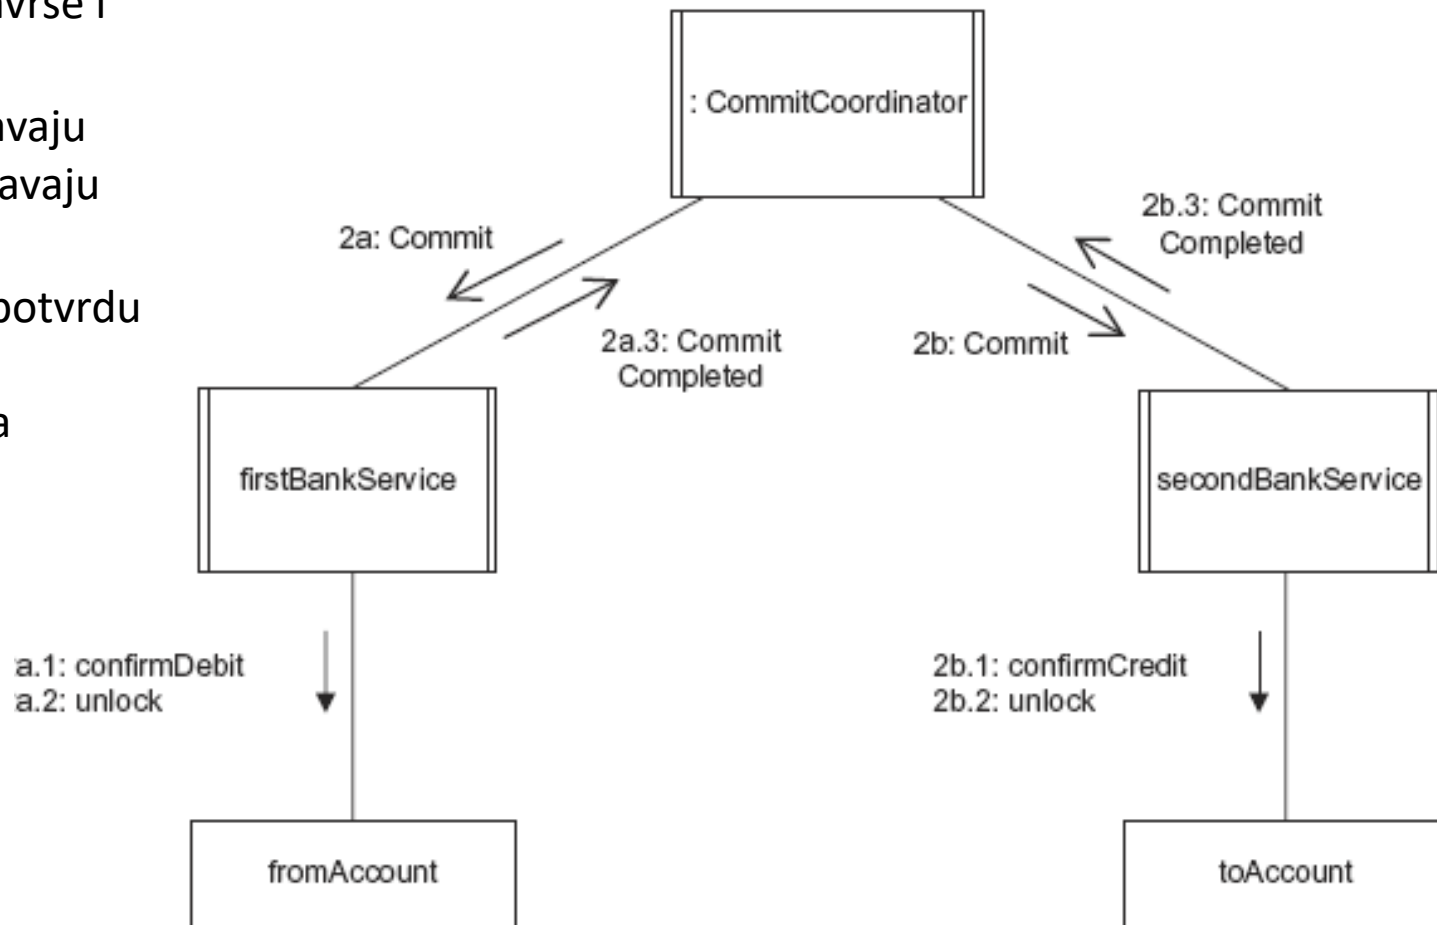 vrše i
: CommitCoordinator
vaju
avaju
2a: Commit
2b.3: Commit
Completed
potvrdu
2a.3: Commit
Completed
2b: Commit
a
firstBankService
secondBankService
a.1: confirmDebit
a.2: unlock
2b.1: confirmCredit
2b.2: unlock
fromAccount
toAccount